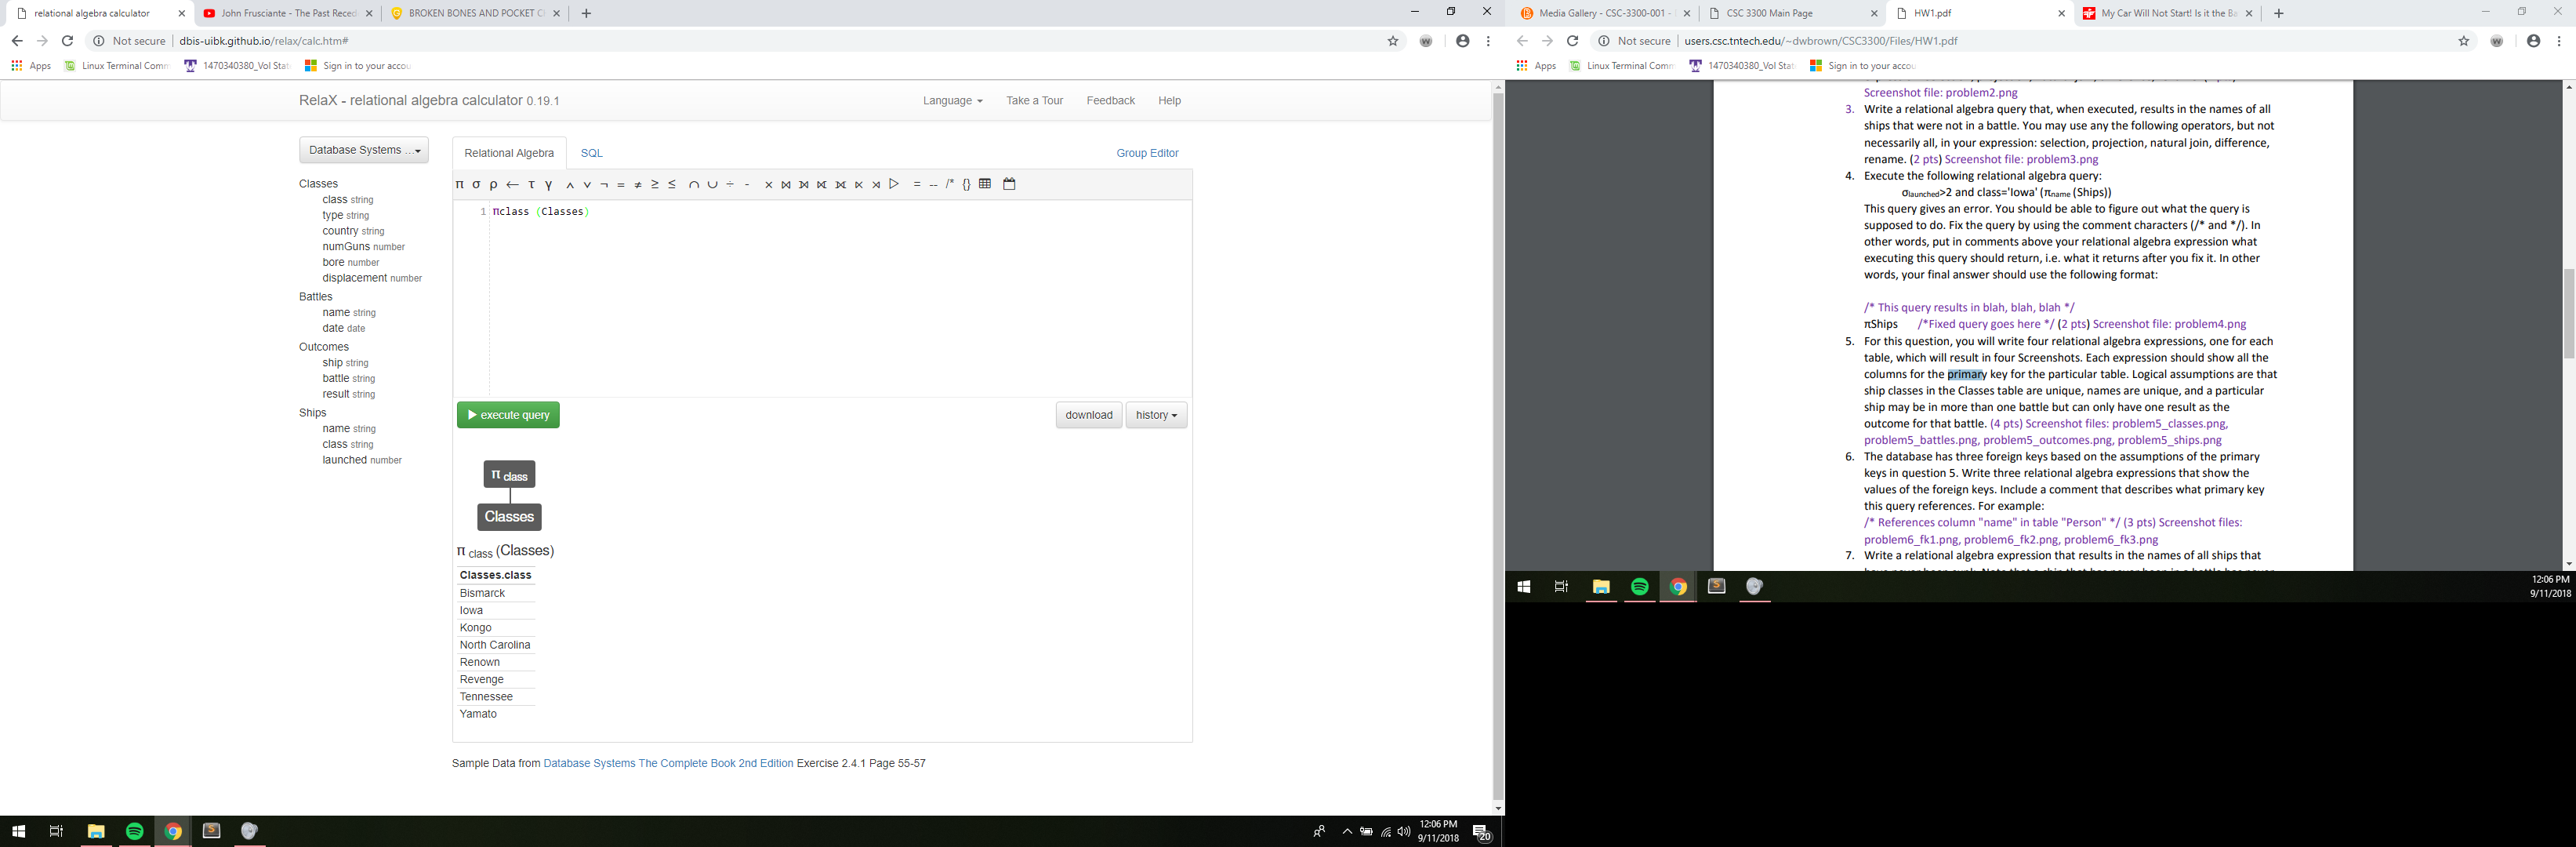 relational algebra calculator
John Frusciante - The Past Reced
BROKEN BONES AND POCKET C
Not secure | dbis-uibk.github.io/relax/calc.htm#
Apps Linux Terminal Comm 1470340380_Vol Stat Sign in to your accou
RelaX - relational algebra calculator 0.19.1
Language Take a Tour Feedback Help
Database Systems ...
Relational Algebra SQL Group Editor
Classes
class string
type string
country string
numGuns number
bore number
displacement number
Battles
name string
date date
Outcomes
ship string
battle string
result string
Ships
name string
class string
launched number
π σ ρ ← τ γ ∧ ∨ ¬ = ≠ ≥ ≤ ∩ ∪ ÷ - × ⨝ ⟕ ⟖ ⟗ ⋉ ⋊ ▷ = -- /* {}
1 πclass (Classes)
execute query download history
π class
Classes
π class (Classes)
Classes.class
Bismarck
Iowa
Kongo
North Carolina
Renown
Revenge
Tennessee
Yamato
Sample Data from Database Systems The Complete Book 2nd Edition Exercise 2.4.1 Page 55-57
12:06 PM
9/11/2018
20
Media Gallery - CSC-3300-001 -
CSC 3300 Main Page
HW1.pdf
My Car Will Not Start! Is it the Ba
Not secure | users.csc.tntech.edu/~dwbrown/CSC3300/Files/HW1.pdf
Apps Linux Terminal Comm 1470340380_Vol Stat Sign in to your accou
Screenshot file: problem2.png
3. Write a relational algebra query that, when executed, results in the names of all
ships that were not in a battle. You may use any the following operators, but not
necessarily all, in your expression: selection, projection, natural join, difference,
rename. (2 pts) Screenshot file: problem3.png
4. Execute the following relational algebra query:
σlaunched>2 and class='Iowa' (πname (Ships))
This query gives an error. You should be able to figure out what the query is
supposed to do. Fix the query by using the comment characters (/* and */). In
other words, put in comments above your relational algebra expression what
executing this query should return, i.e. what it returns after you fix it. In other
words, your final answer should use the following format:
/* This query results in blah, blah, blah */
πShips /*Fixed query goes here */ (2 pts) Screenshot file: problem4.png
5. For this question, you will write four relational algebra expressions, one for each
table, which will result in four Screenshots. Each expression should show all the
columns for the primary key for the particular table. Logical assumptions are that
ship classes in the Classes table are unique, names are unique, and a particular
ship may be in more than one battle but can only have one result as the
outcome for that battle. (4 pts) Screenshot files: problem5_classes.png,
problem5_battles.png, problem5_outcomes.png, problem5_ships.png
6. The database has three foreign keys based on the assumptions of the primary
keys in question 5. Write three relational algebra expressions that show the
values of the foreign keys. Include a comment that describes what primary key
this query references. For example:
/* References column "name" in table "Person" */ (3 pts) Screenshot files:
problem6_fk1.png, problem6_fk2.png, problem6_fk3.png
7. Write a relational algebra expression that results in the names of all ships that
12:06 PM
9/11/2018